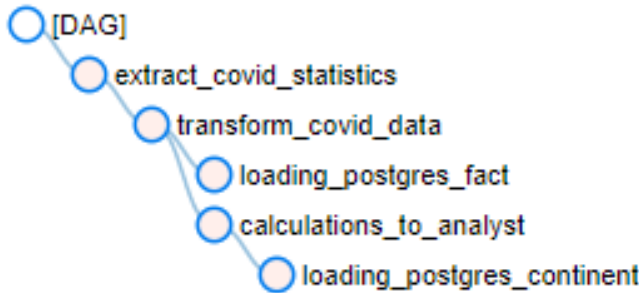 [DAG]
extract_covid_statistics
transform_covid_data
loading_postgres_fact
calculations_to_analyst
loading_postgres_continent